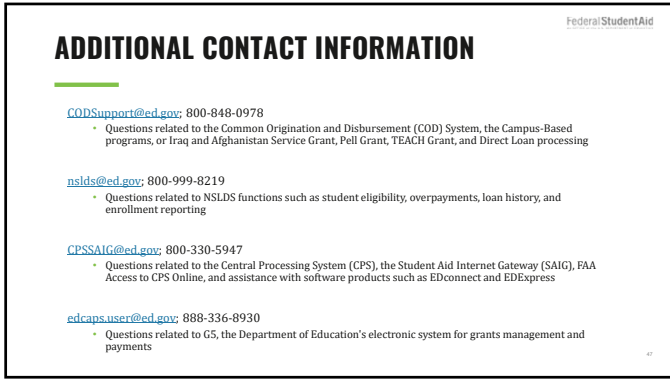 Federal StudentAid
ADDITIONAL CONTACT INFORMATION
CODSupport@ed.gov; 800-848-0978
• Questions related to the Common Origination and Disbursement (COD) System, the Campus-Based
programs, or Iraq and Afghanistan Service Grant, Pell Grant, TEACH Grant, and Direct Loan processing
nslds@ed.gov; 800-999-8219
• Questions related to NSLDS functions such as student eligibility, overpayments, loan history, and
enrollment reporting
CPSSAIG@ed.gov; 800-330-5947
• Questions related to the Central Processing System (CPS), the Student Aid Internet Gateway (SAIG), FAA
Access to CPS Online, and assistance with software products such as EDconnect and EDExpress
edcaps.user@ed.gov; 888-336-8930
• Questions related to G5, the Department of Education's electronic system for grants management and
payments
47